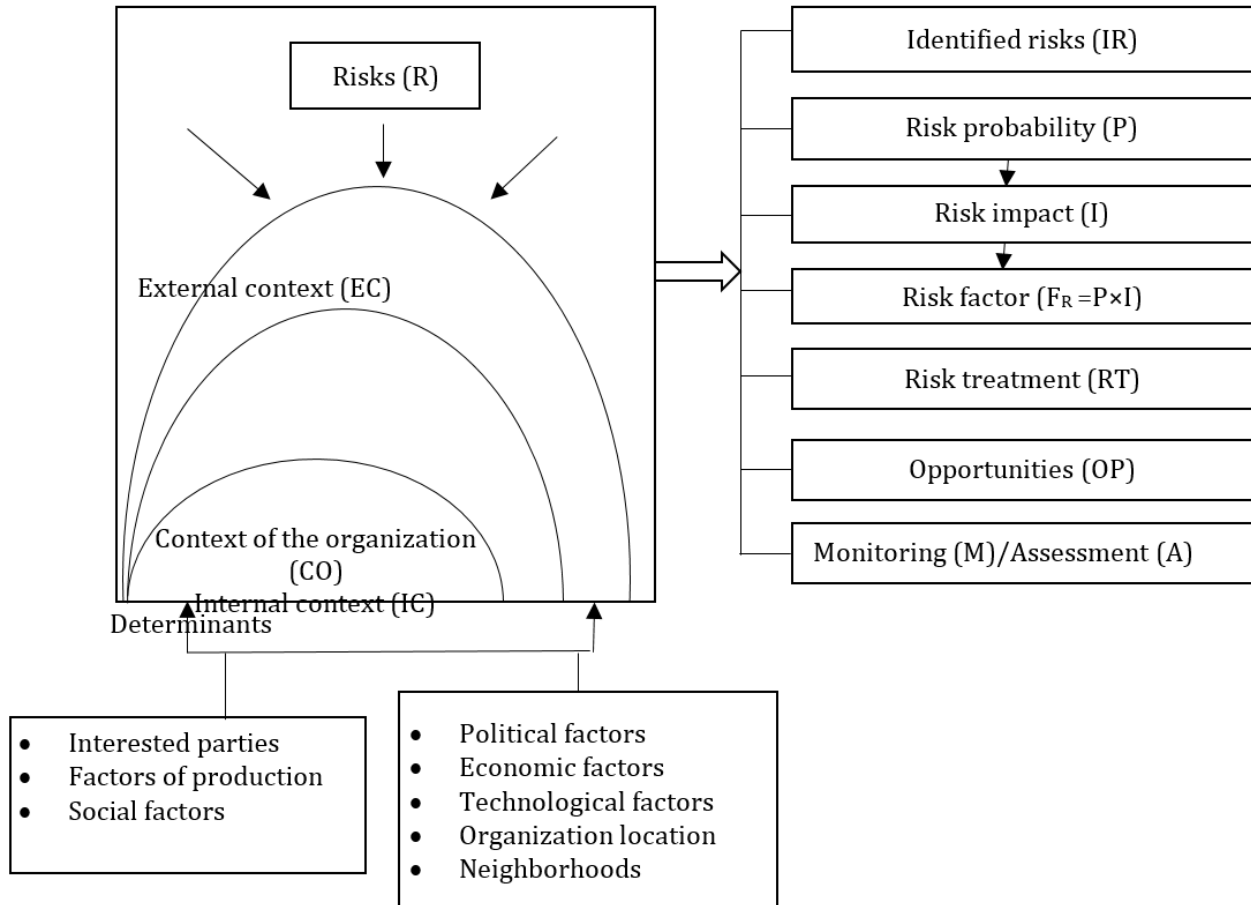 Risks (R)
External context (EC)
Context of the organization
(CO)
Internal context (IC)
Determinants
• Interested parties
• Factors of production
• Social factors
• Political factors
• Economic factors
• Technological factors
• Organization location
• Neighborhoods
Identified risks (IR)
Risk probability (P)
Risk impact (I)
Risk factor (FR =P×I)
Risk treatment (RT)
Opportunities (OP)
Monitoring (M)/Assessment (A)